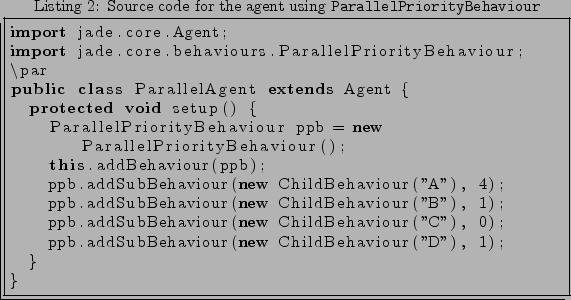 Listing 2: Source code for the agent using ParallelPriorityBehaviour
import jade.core.Agent;
import jade.core.behaviours.ParallelPriorityBehaviour;
\par
public class ParallelAgent extends Agent {
protected void setup() {
ParallelPriorityBehaviour ppb = new
ParallelPriorityBehaviour();
this.addBehaviour(ppb);
ppb.addSubBehaviour(new ChildBehaviour("A"), 4);
ppb.addSubBehaviour(new ChildBehaviour("B"), 1);
ppb.addSubBehaviour(new ChildBehaviour("C"), 0);
ppb.addSubBehaviour(new ChildBehaviour("D"), 1);
}
}